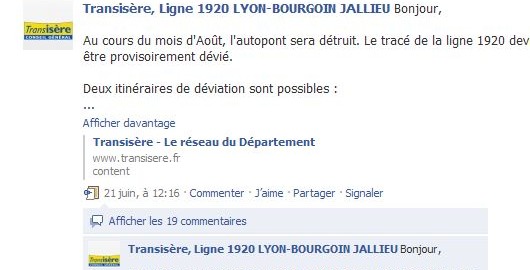 Transisère, Ligne 1920 LYON-BOURGOIN JALLIEU Bonjour,
Transisère
CONSEIL GÉNÉRAL
Au cours du mois d'Août, l'autopont sera détruit. Le tracé de la ligne 1920 dev
être provisoirement dévié.
Deux itinéraires de déviation sont possibles :
...
Afficher davantage
Transisère - Le réseau du Département
www.transisere.fr
content
21 juin, à 12:16 · Commenter · J'aime · Partager · Signaler
Afficher les 19 commentaires
Transisère, Ligne 1920 LYON-BOURGOIN JALLIEU Bonjour,
Transisère